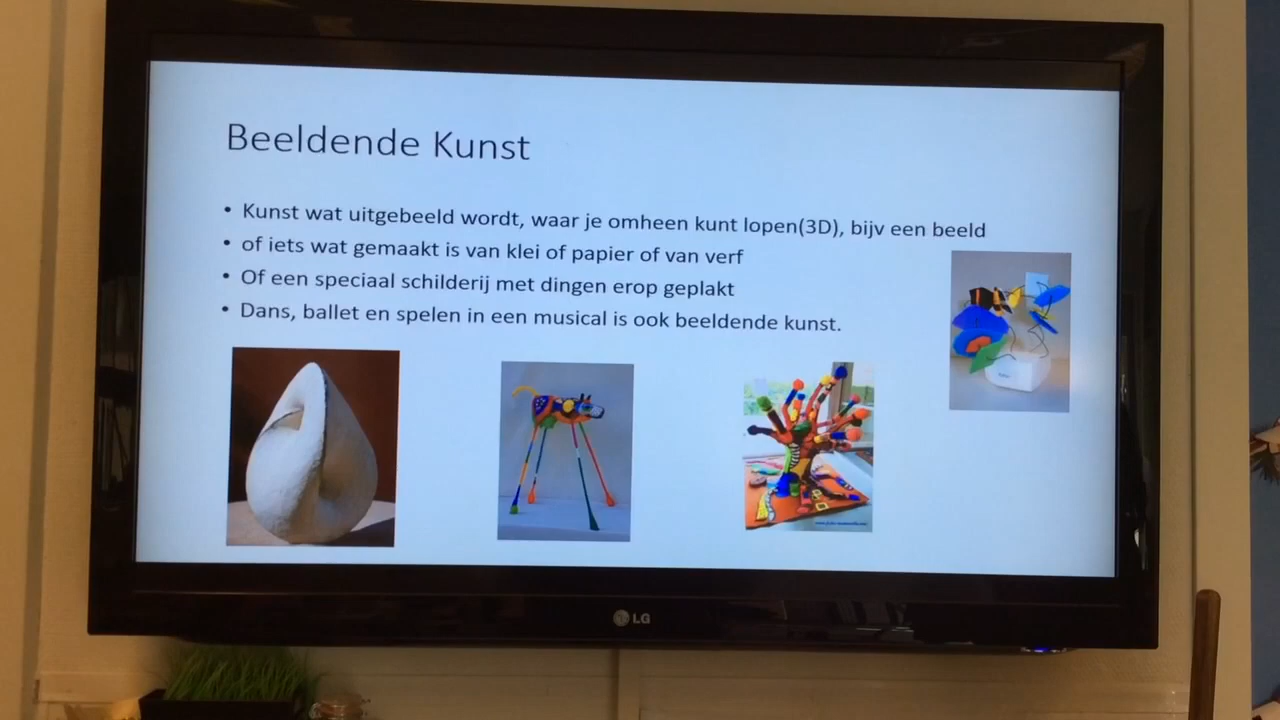 Beeldende Kunst
• Kunst wat uitgebeeld wordt, waar je omheen kunt lopen(3D), bijv een beeld
• of iets wat gemaakt is van klei of papier of van verf
• Of een speciaal schilderij met dingen erop geplakt
• Dans, ballet en spelen in een musical is ook beeldende kunst.
LG